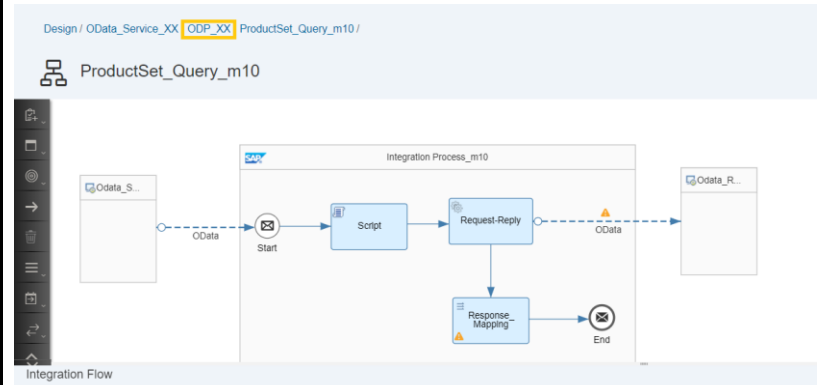 Design / OData_Service_XX / ODP_XX / ProductSet_Query_m10 /
ProductSet_Query_m10
SAP
Integration Process_m10
Odata_S...
Odata_R...
Script
Request-Reply
OData
Start
OData
Response_
Mapping
End
Integration Flow